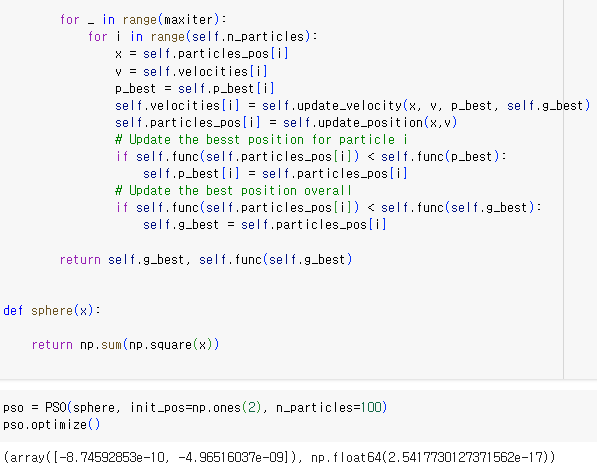 for _ in range(maxiter):
for i in range(self.n_particles):
x = self.particles_pos[i]
v = self.velocities[i]
p_best = self.p_best[i]
self.velocities[i] = self.update_velocity(x, v, p_best, self.g_best)
self.particles_pos[i] = self.update_position(x,v)
# Update the besst position for particle i
if self.func(self.particles_pos[i]) < self.func(p_best):
self.p_best[i] = self.particles_pos[i]
# Update the best position overall
if self.func(self.particles_pos[i]) < self.func(self.g_best):
self.g_best = self.particles_pos[i]
return self.g_best, self.func(self.g_best)
def sphere(x):
return np.sum(np.square(x))
pso = PSO(sphere, init_pos=np.ones(2), n_particles=100)
pso.optimize()
(array([-8.74592853e-10, -4.96516037e-09]), np.float64(2.5417730127371562e-17))